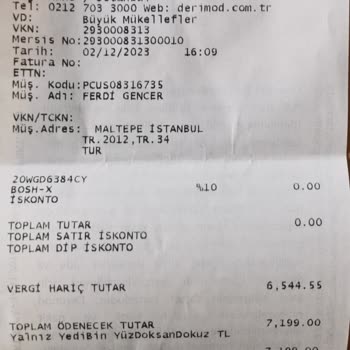 Tel: 0212 703 3000 Web: derimod.com.tr
VD: Büyük Mükellefler
VKN: 2930008313
Mersis No:293000831300010
Tarih: 02/12/2023 16:09
Fatura No:
ETTN:
Müş. Kodu:PCUS08316735
Müş. Adı: FERDİ GENCER
VKN/TCKN:
Müş.Adres: MALTEPE İSTANBUL
TR.2012,TR.34
TUR
20WGD6384CY
BOSH-X %10 0.00
İSKONTO
TOPLAM TUTAR 0.00
TOPLAM SATIR İSKONTO
TOPLAM DİP İSKONTO
VERGİ HARİÇ TUTAR 6,544.55
TOPLAM ÖDENECEK TUTAR 7,199.00
Yalnız YediBin YüzDoksanDokuz TL